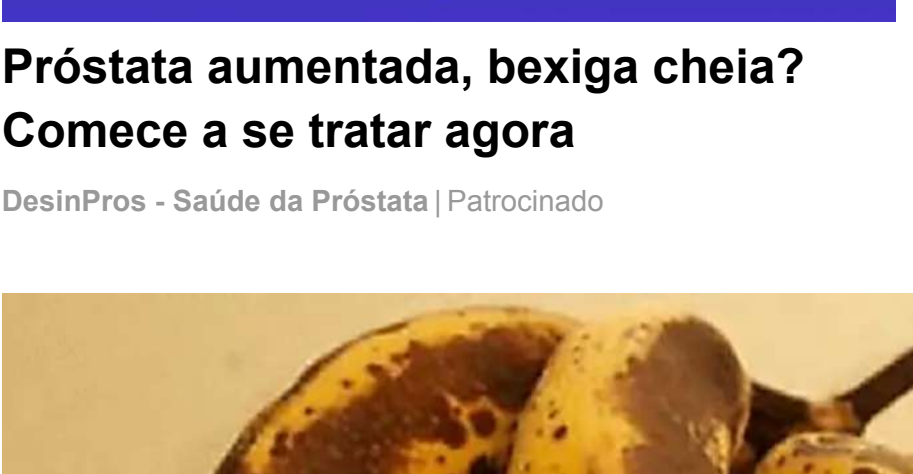 Próstata aumentada, bexiga cheia?
Comece a se tratar agora
DesinPros - Saúde da Próstata | Patrocinado